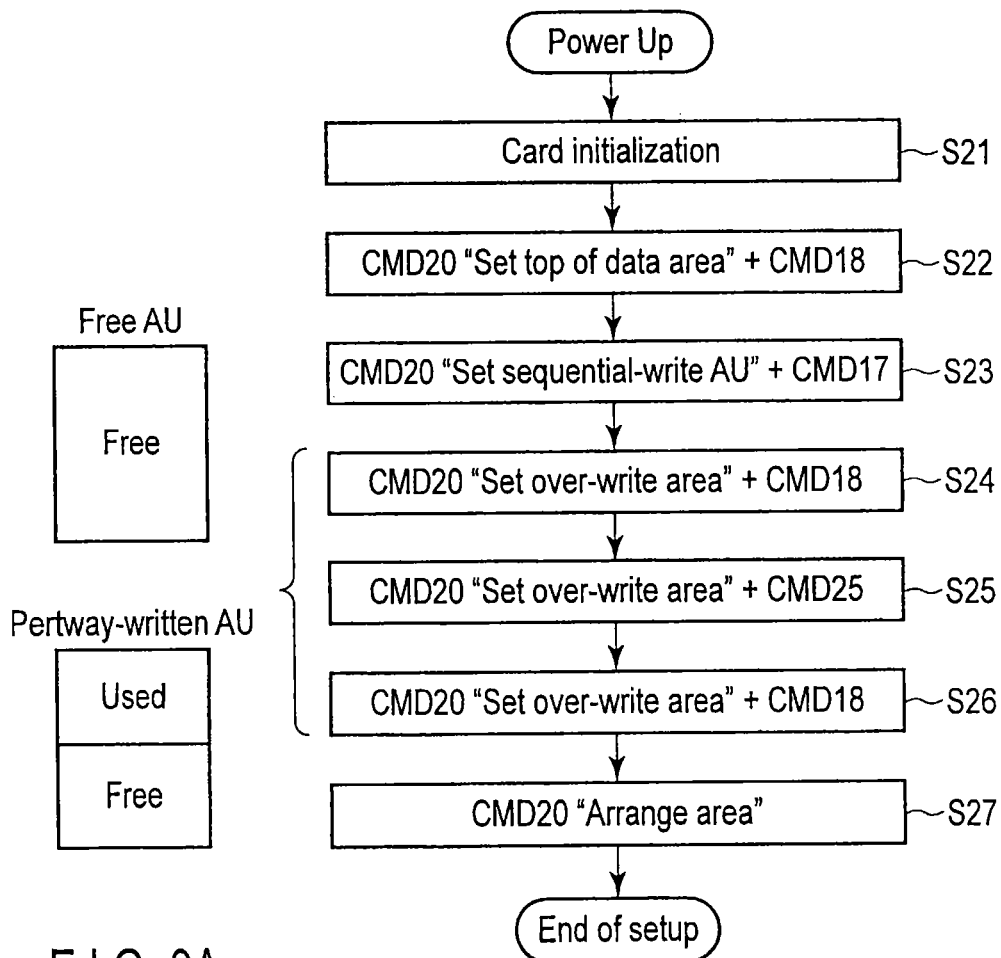 Power Up
Card initialization
S21
CMD20 “Set top of data area” + CMD18
S22
CMD20 “Set sequential-write AU” + CMD17
S23
CMD20 “Set over-write area” + CMD18
S24
CMD20 “Set over-write area” + CMD25
S25
CMD20 “Set over-write area” + CMD18
S26
CMD20 “Arrange area”
S27
End of setup
Free AU
Free
Pertway-written AU
Used
Free